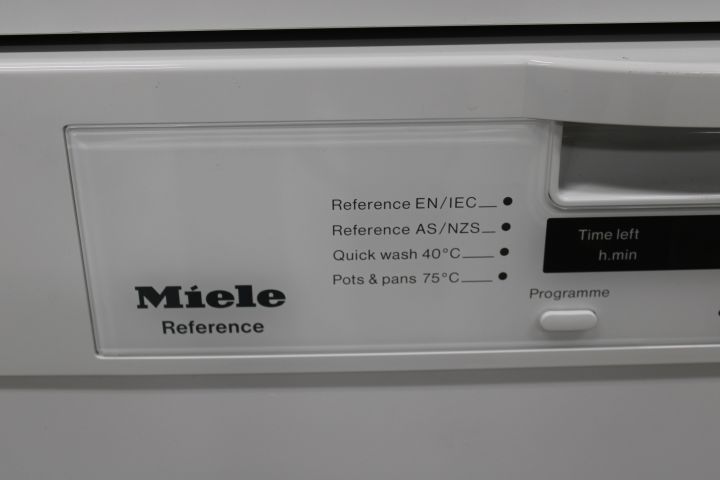 Reference EN/IEC
Reference AS/NZS
Quick wash 40°C
Pots & pans 75°C
Time left
h.min
Programme
Miele
Reference